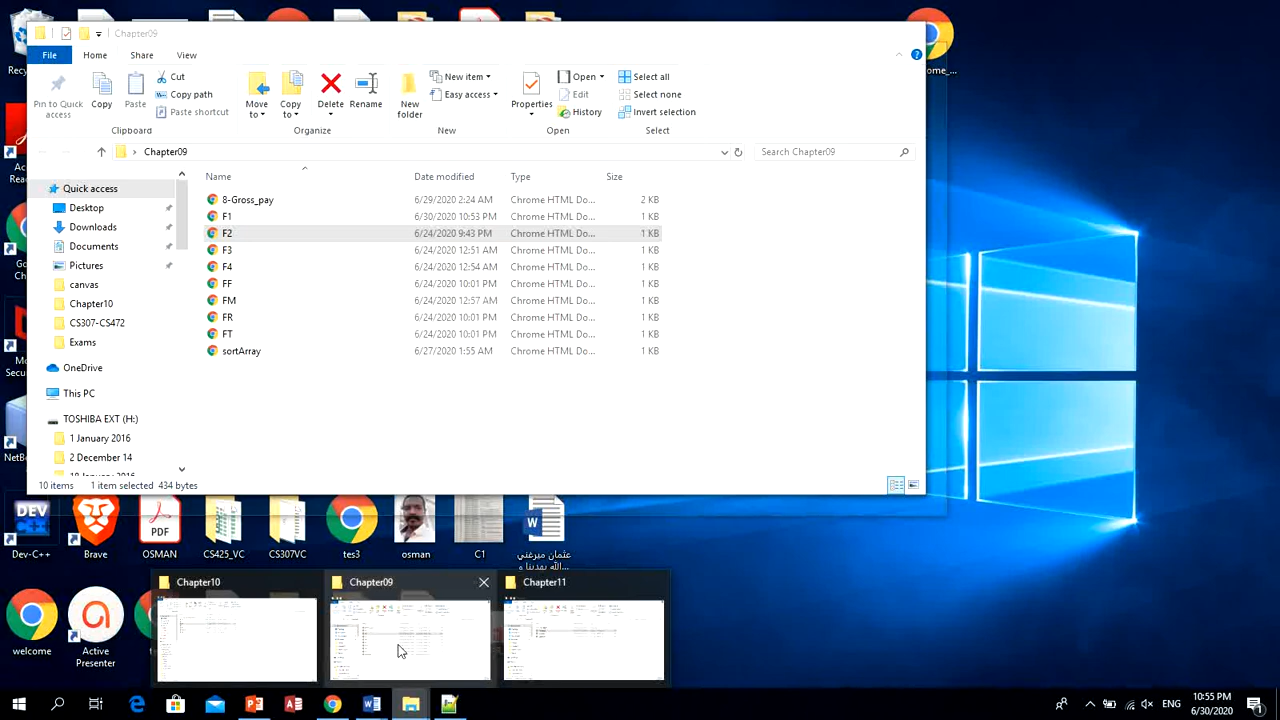 Chapter09
File
Home
Share
View
Pin to Quick
access
Copy
Paste
Cut
Copy path
Paste shortcut
Clipboard
Move
to
Copy
to
Delete
Rename
Organize
New
folder
New item
Easy access
New
Properties
Open
Edit
History
Open
Select all
Select none
Invert selection
Select
Chapter09
Search Chapter09
Name
Date modified
Type
Size
8-Gross_pay 6/29/2020 2:24 AM Chrome HTML Do... 2 KB
F1 6/30/2020 10:53 PM Chrome HTML Do... 1 KB
F2 6/24/2020 9:43 PM Chrome HTML Do... 1 KB
F3 6/24/2020 12:51 AM Chrome HTML Do... 1 KB
F4 6/24/2020 12:54 AM Chrome HTML Do... 1 KB
FF 6/24/2020 10:01 PM Chrome HTML Do... 1 KB
FM 6/24/2020 12:57 AM Chrome HTML Do... 1 KB
FR 6/24/2020 10:01 PM Chrome HTML Do... 1 KB
FT 6/24/2020 10:01 PM Chrome HTML Do... 1 KB
sortArray 6/27/2020 1:55 AM Chrome HTML Do... 1 KB
Quick access
Desktop
Downloads
Documents
Pictures
canvas
Chapter10
CS307-CS472
Exams
OneDrive
This PC
TOSHIBA EXT (H:)
1 January 2016
2 December 14
18 January 2016
10 items
1 item selected 434 bytes
Dev-C++
DEV
Brave
PDF
OSMAN
CS425_VC
CS307VC
tes3
osman
C1
عثمان ميرغني
Chapter10
Chapter09
Chapter11
welcome
Active
Presenter
ENG
10:55 PM
6/30/2020